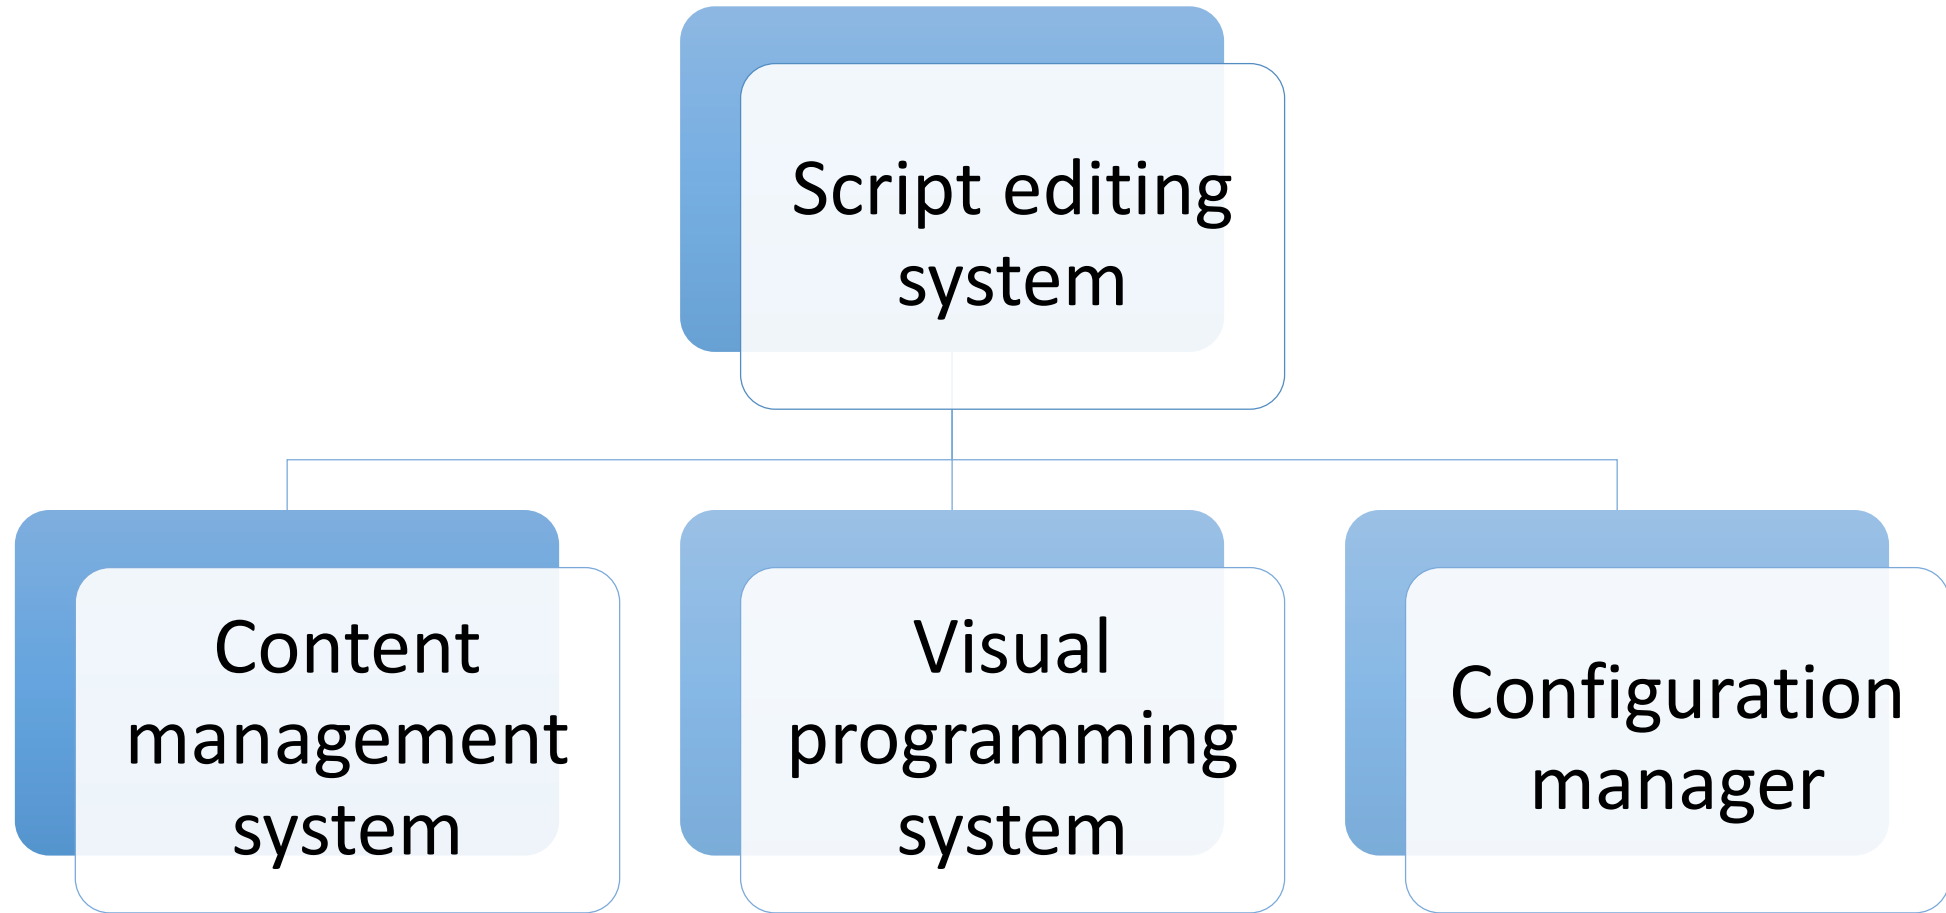 Script editing
system
Content
management
system
Visual
programming
system
Configuration
manager